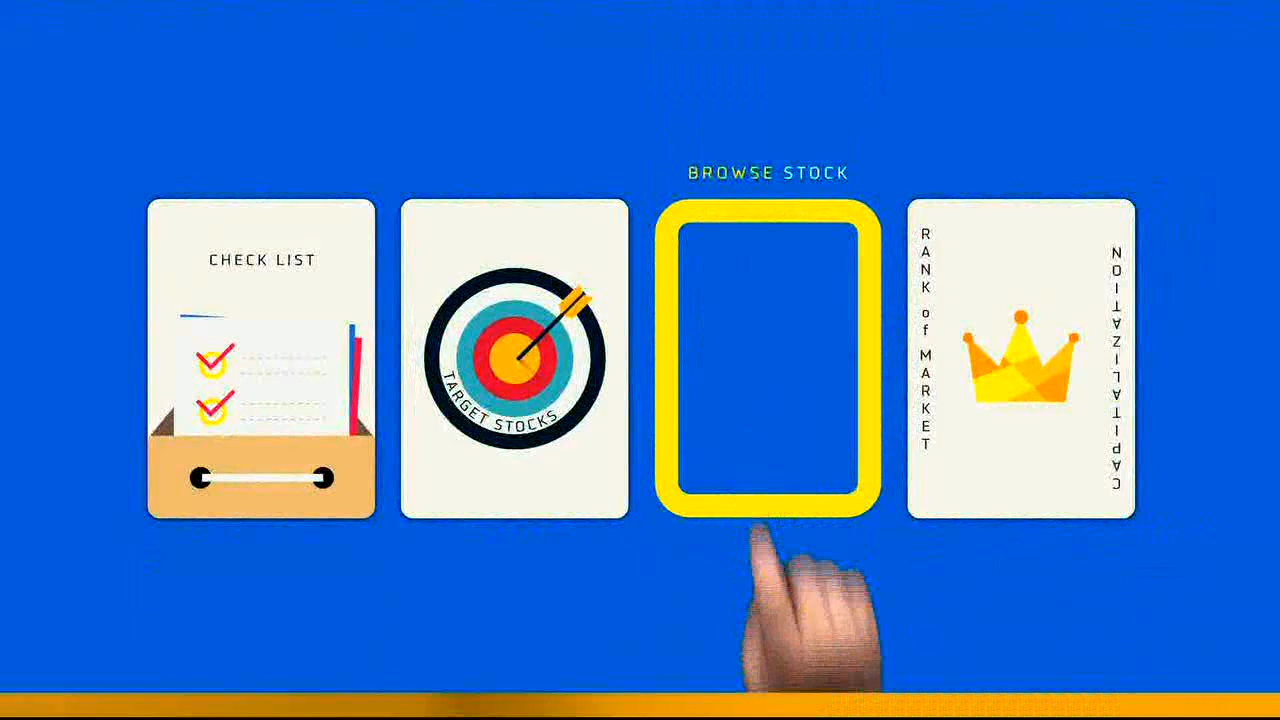 BROWSE STOCK
CHECK LIST
TARGET STOCKS
RANK of MARKET
CAPITALIZATION